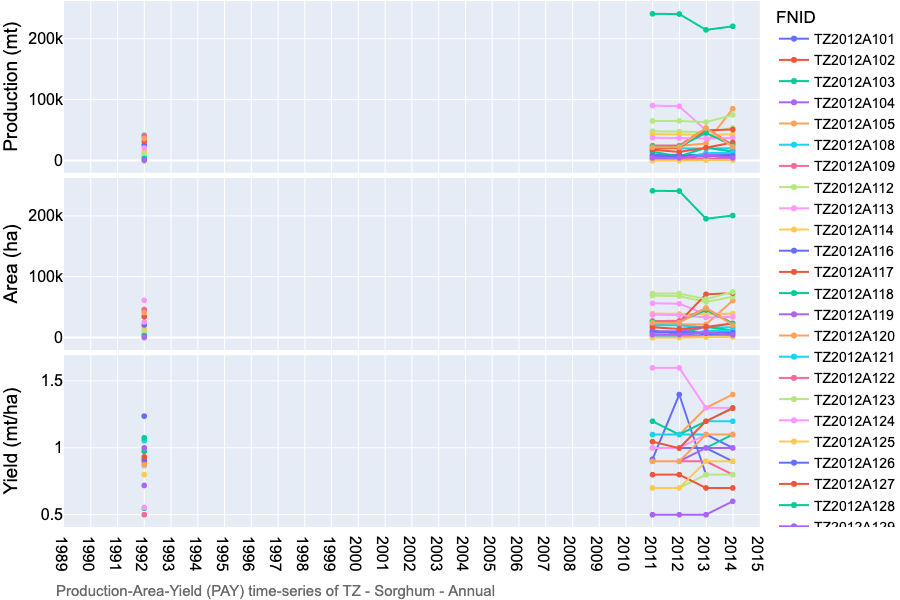 Production (mt)
200k
100k
0
Area (ha)
200k
100k
0
Yield (mt/ha)
1.5
1
0.5
1989
1990
1991
1992
1993
1994
1995
1996
1997
1998
1999
2000
2001
2002
2003
2004
2005
2006
2007
2008
2009
2010
2011
2012
2013
2014
2015
FNID
TZ2012A101
TZ2012A102
TZ2012A103
TZ2012A104
TZ2012A105
TZ2012A108
TZ2012A109
TZ2012A112
TZ2012A113
TZ2012A114
TZ2012A116
TZ2012A117
TZ2012A118
TZ2012A119
TZ2012A120
TZ2012A121
TZ2012A122
TZ2012A123
TZ2012A124
TZ2012A125
TZ2012A126
TZ2012A127
TZ2012A128
TZ2012A129
Production-Area-Yield (PAY) time-series of TZ - Sorghum - Annual